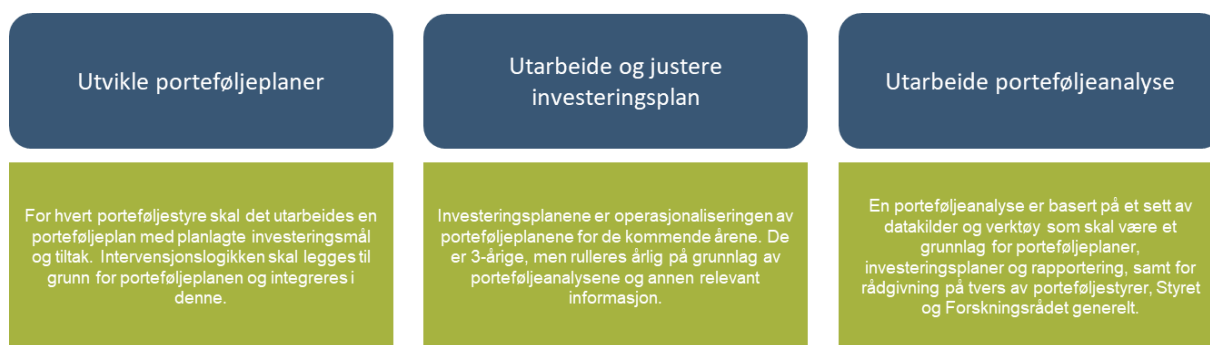 Utvikle porteføljeplaner
For hvert porteføljestyre skal det utarbeides en
porteføljeplan med planlagte investeringsmål
og tiltak. Intervensjonslogikken skal legges til
grunn for porteføljeplanen og integreres i
denne.
Utarbeide og justere
investeringsplan
Investeringsplanene er operasjonaliseringen av
porteføljeplanene for de kommende årene. De
er 3-årige, men rulleres årlig på grunnlag av
porteføljeanalysene og annen relevant
informasjon.
Utarbeide porteføljeanalyse
En porteføljeanalyse er basert på et sett av
datakilder og verktøy som skal være et
grunnlag for porteføljeplaner,
investeringsplaner og rapportering, samt for
rådgivning på tvers av porteføljestyrer, Styret
og Forskningsrådet generelt.